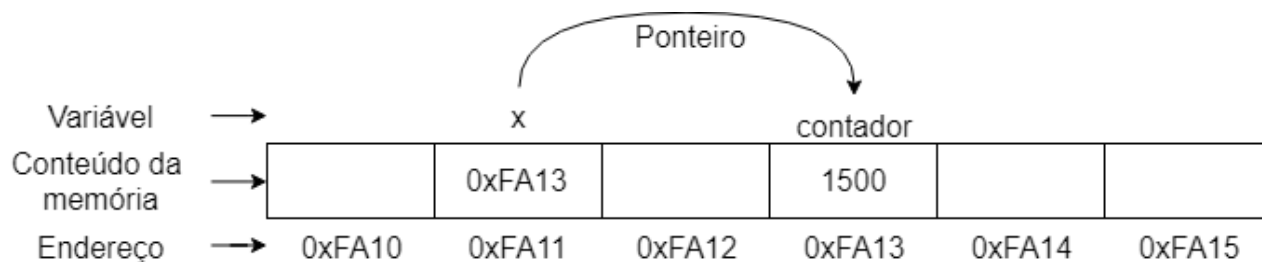 Ponteiro
Variável x contador
Conteúdo da memória 0xFA13 1500
Endereço 0xFA10 0xFA11 0xFA12 0xFA13 0xFA14 0xFA15